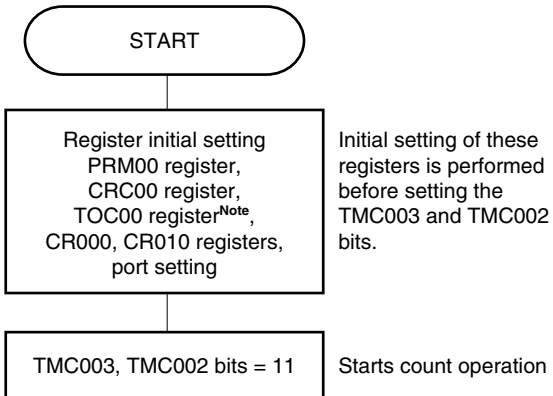 START
Register initial setting
PRM00 register,
CRC00 register,
TOC00 registerNote,
CR000, CR010 registers,
port setting
Initial setting of these
registers is performed
before setting the
TMC003 and TMC002
bits.
TMC003, TMC002 bits = 11
Starts count operation